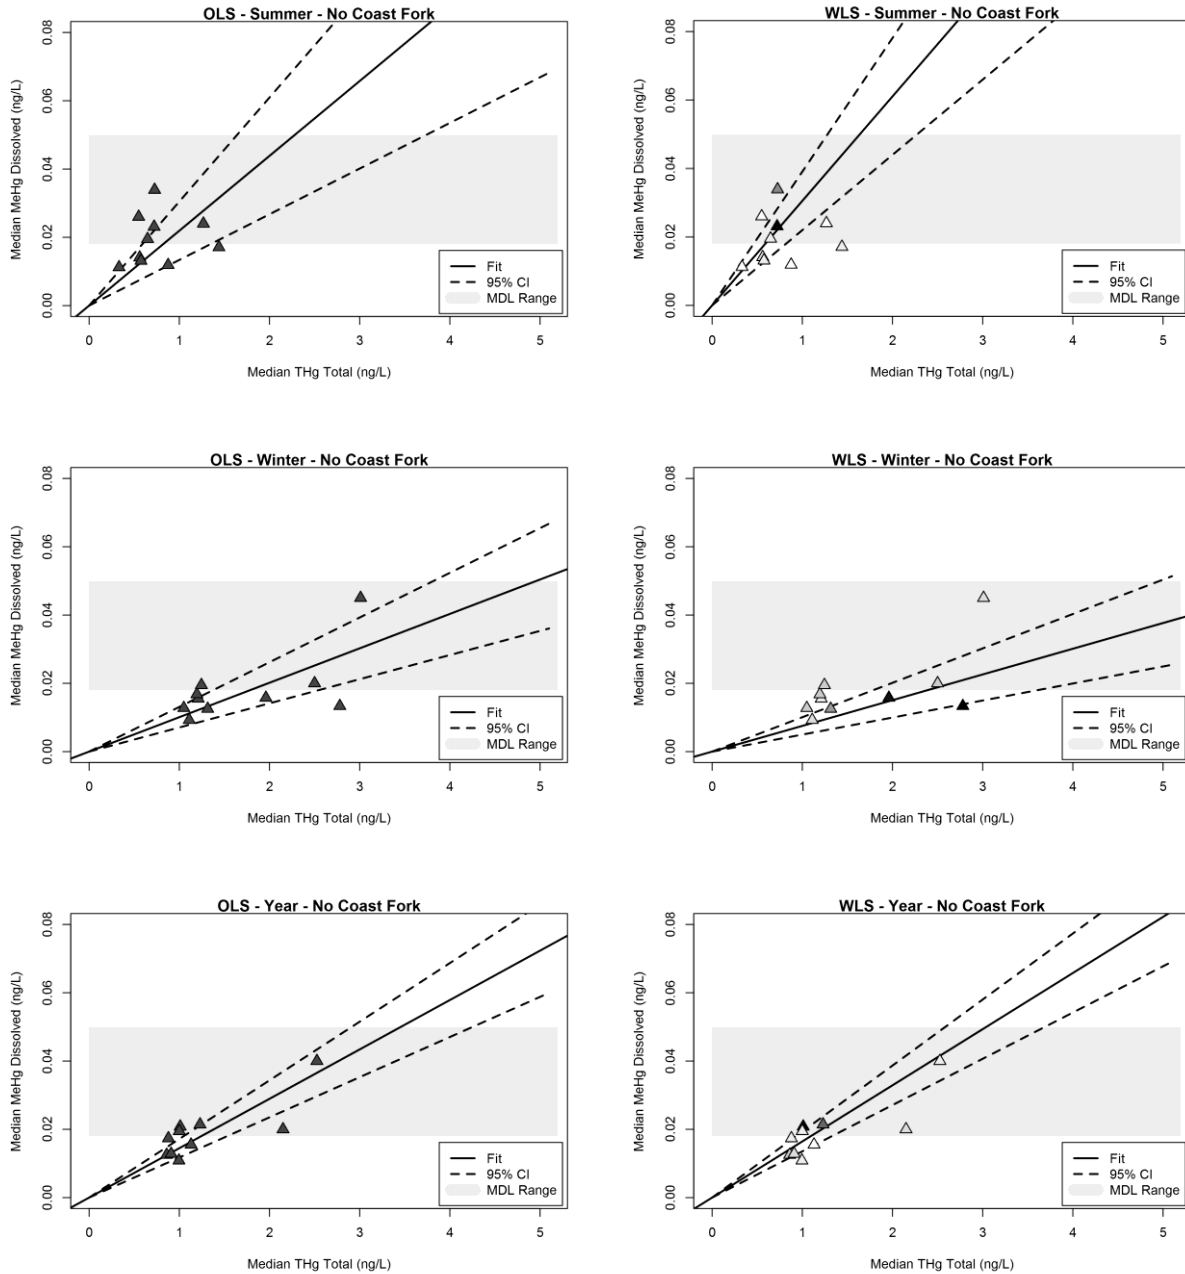 OLS - Summer - No Coast Fork
Median MeHg Dissolved (ng/L)
0.08
0.06
0.04
0.02
0.00
Fit
95% CI
MDL Range
0 1 2 3 4 5
Median THg Total (ng/L)
WLS - Summer - No Coast Fork
Median MeHg Dissolved (ng/L)
0.08
0.06
0.04
0.02
0.00
Fit
95% CI
MDL Range
0 1 2 3 4 5
Median THg Total (ng/L)
OLS - Winter - No Coast Fork
Median MeHg Dissolved (ng/L)
0.08
0.06
0.04
0.02
0.00
Fit
95% CI
MDL Range
0 1 2 3 4 5
Median THg Total (ng/L)
WLS - Winter - No Coast Fork
Median MeHg Dissolved (ng/L)
0.08
0.06
0.04
0.02
0.00
Fit
95% CI
MDL Range
0 1 2 3 4 5
Median THg Total (ng/L)
OLS - Year - No Coast Fork
Median MeHg Dissolved (ng/L)
0.08
0.06
0.04
0.02
0.00
Fit
95% CI
MDL Range
0 1 2 3 4 5
Median THg Total (ng/L)
WLS - Year - No Coast Fork
Median MeHg Dissolved (ng/L)
0.08
0.06
0.04
0.02
0.00
Fit
95% CI
MDL Range
0 1 2 3 4 5
Median THg Total (ng/L)